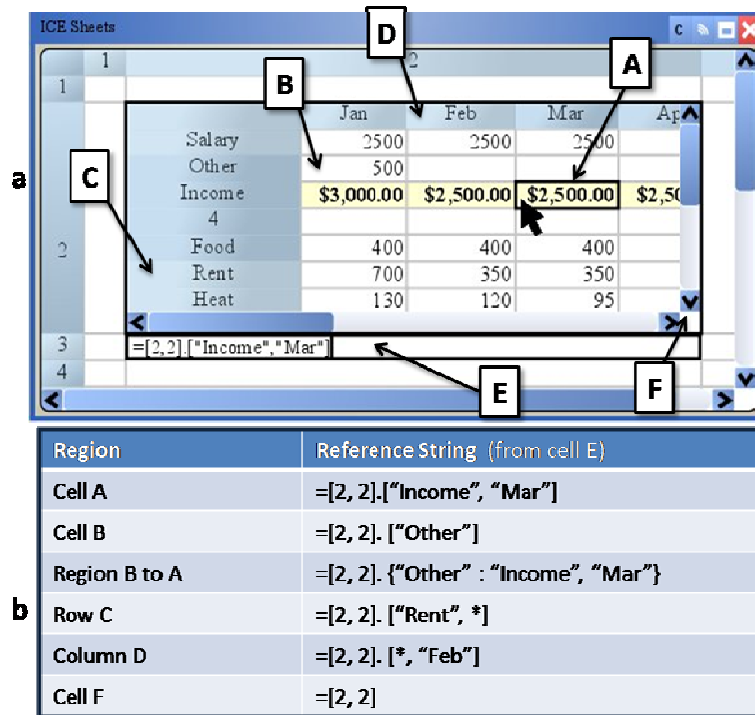 ICE Sheets C
D
1 2
A
1
B
Jan Feb Mar Ap
Salary 2500 2500 2500
a
C
Other 500
Income $3,000.00 $2,500.00 $2,500.00 $2,50
4
2 Food 400 400 400
Rent 700 350 350
Heat 130 120 95
3 =[2,2].["Income","Mar"]
4
E
F
Region Reference String (from cell E)
Cell A =[2, 2].[“Income”, “Mar”]
Cell B =[2, 2]. [“Other”]
Region B to A =[2, 2]. {“Other” : “Income”, “Mar”}
b
Row C =[2, 2]. [“Rent”, *]
Column D =[2, 2]. [*, “Feb”]
Cell F =[2, 2]